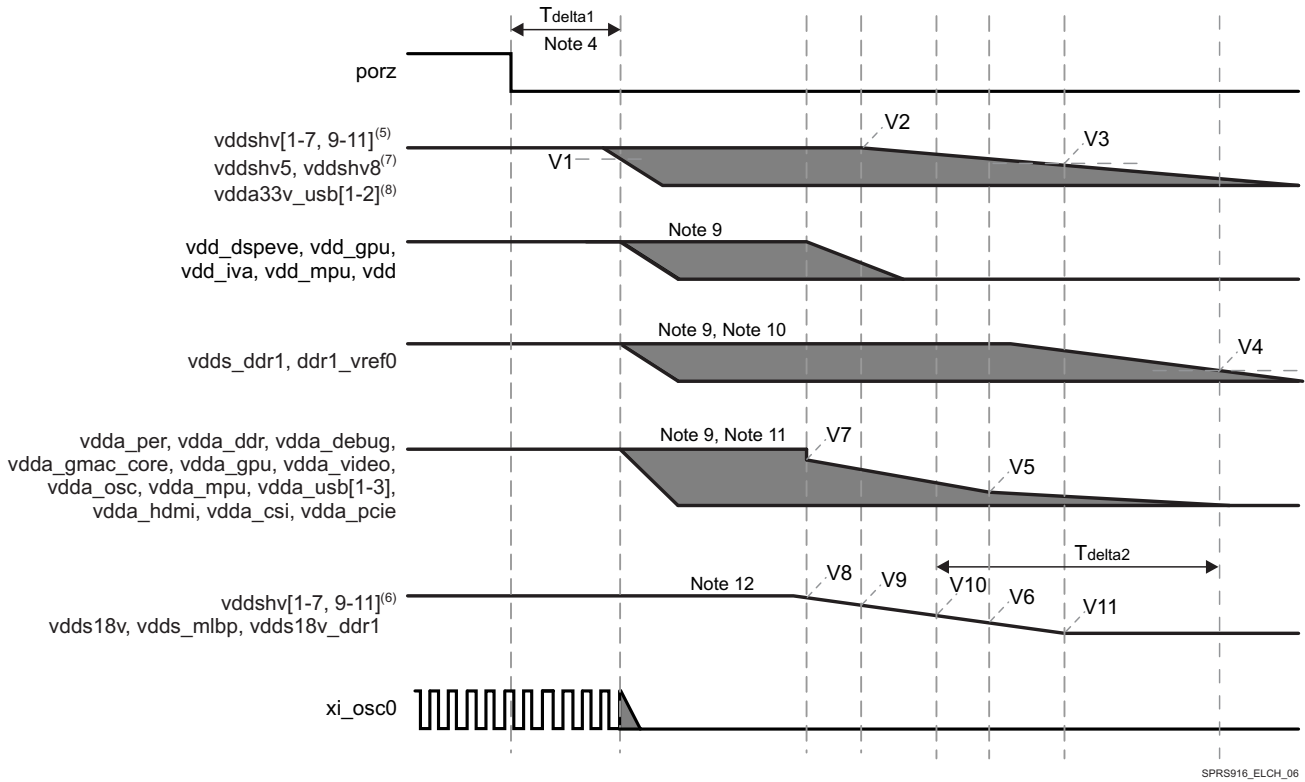 Tdelta1
Note 4
porz
vddshv[1-7, 9-11](5)
vddshv5, vddshv8(7)
vdda33v_usb[1-2](8)
V1
V2
V3
Note 9
vdd_dspeve, vdd_gpu,
vdd_iva, vdd_mpu, vdd
Note 9, Note 10
vdds_ddr1, ddr1_vref0
V4
vdda_per, vdda_ddr, vdda_debug,
vdda_gmac_core, vdda_gpu, vdda_video,
vdda_osc, vdda_mpu, vdda_usb[1-3],
vdda_hdmi, vdda_csi, vdda_pcie
Note 9, Note 11
V7
V5
Tdelta2
Note 12
V8
V9
V10
V6
V11
vddshv[1-7, 9-11](6)
vdds18v, vdds_mlbp, vdds18v_ddr1
xi_osc0
SPRS916_ELCH_06